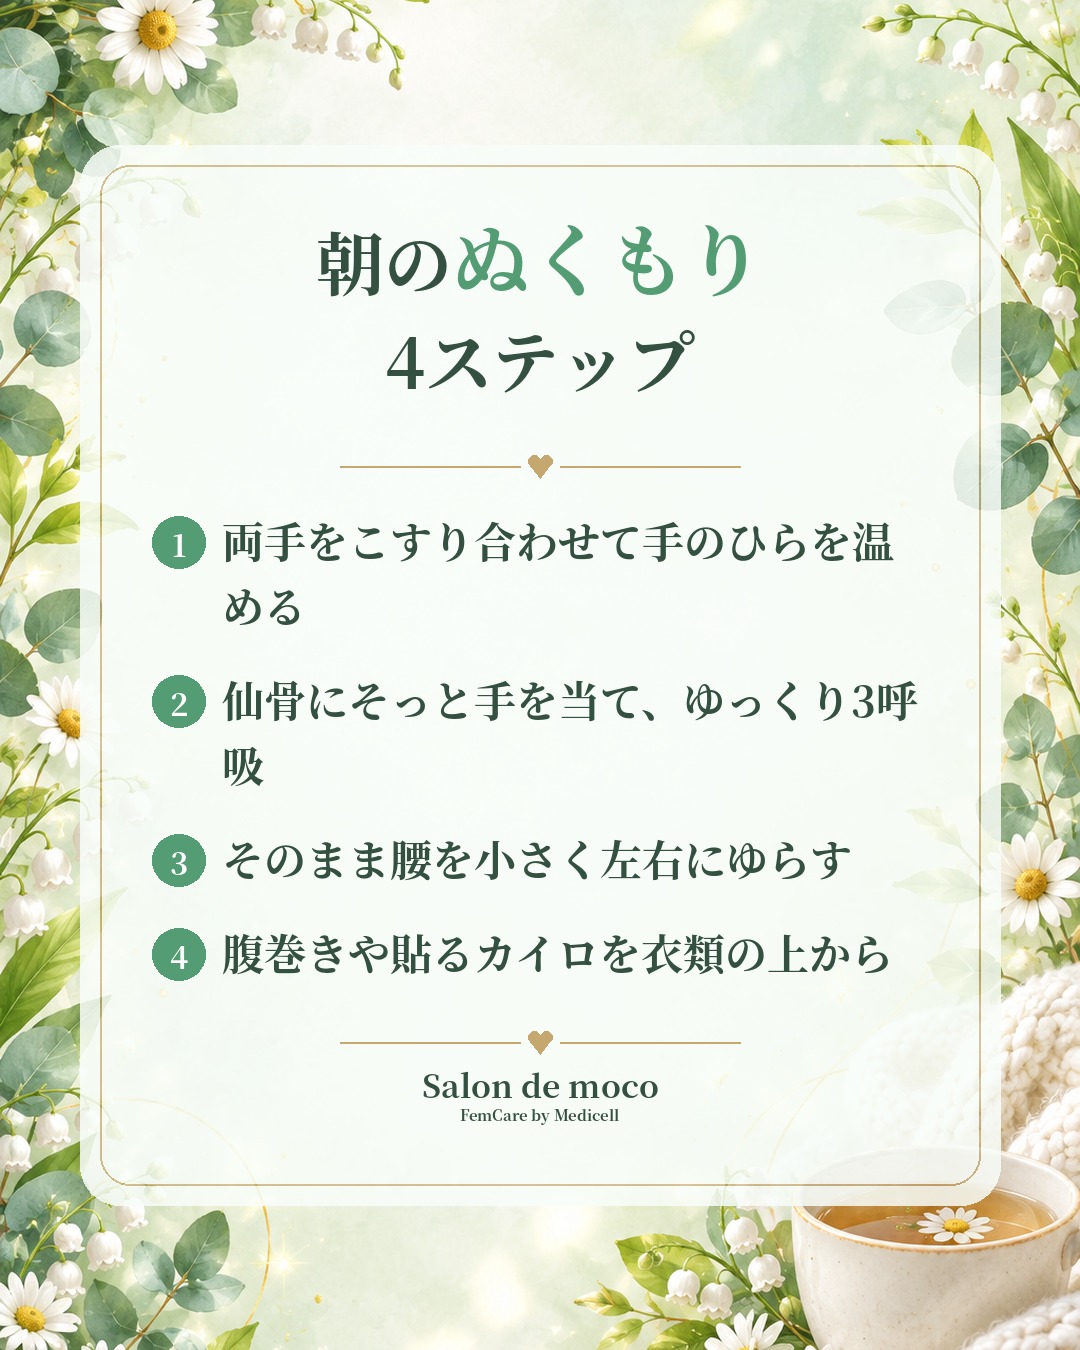 朝のぬくもり
4ステップ
1 両手をこすり合わせて手のひらを温
める
2 仙骨にそっと手を当て、ゆっくり3呼
吸
3 そのまま腰を小さく左右にゆらす
4 腹巻きや貼るカイロを衣類の上から
Salon de moco
FemCare by Medicell